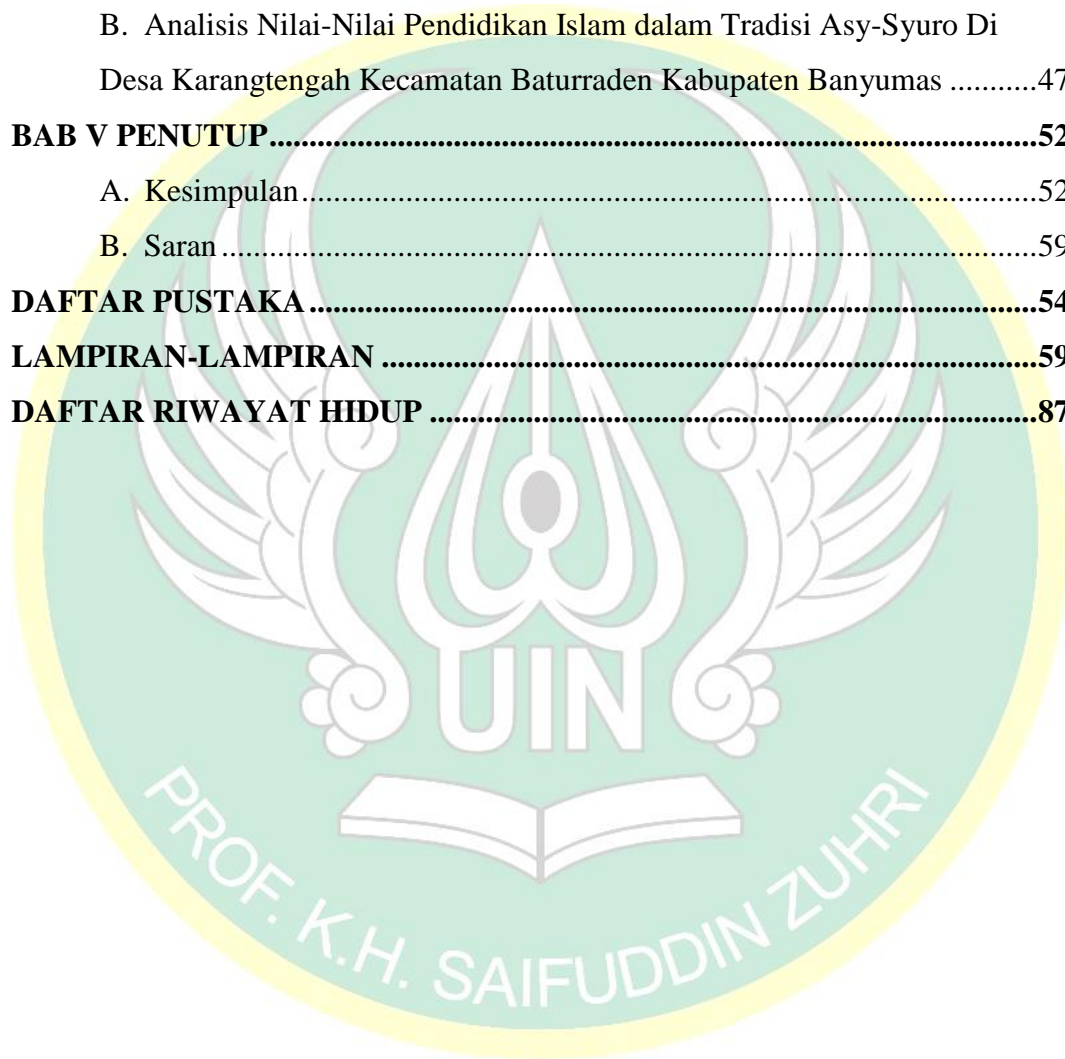 B. Analisis Nilai-Nilai Pendidikan Islam dalam Tradisi Asy-Syuro Di
Desa Karangtengah Kecamatan Baturraden Kabupaten Banyumas ...........47
BAB V PENUTUP.....................................................................................52
A. Kesimpulan................................................................................52
B. Saran..........................................................................................59
DAFTAR PUSTAKA................................................................................54
LAMPIRAN-LAMPIRAN........................................................................59
DAFTAR RIWAYAT HIDUP...................................................................87
UIN
PROF. K.H. SAIFUDDIN ZUHRI